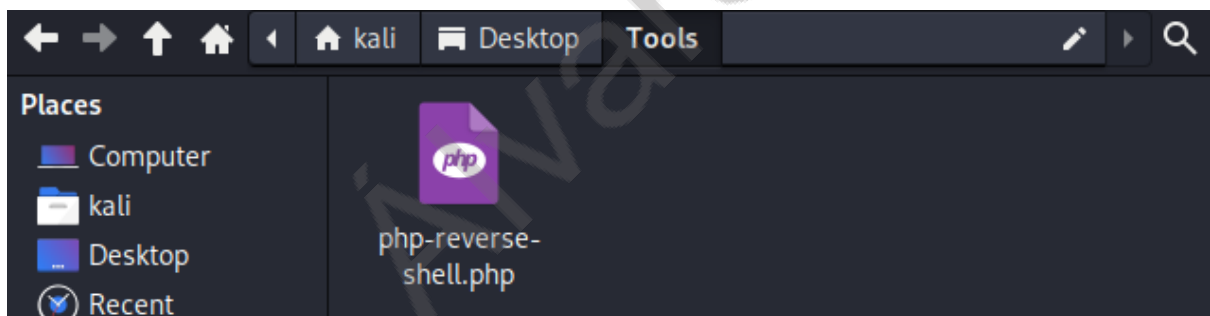 kali Desktop Tools
Places
Computer
kali
Desktop
Recent
php
php-reverse-
shell.php